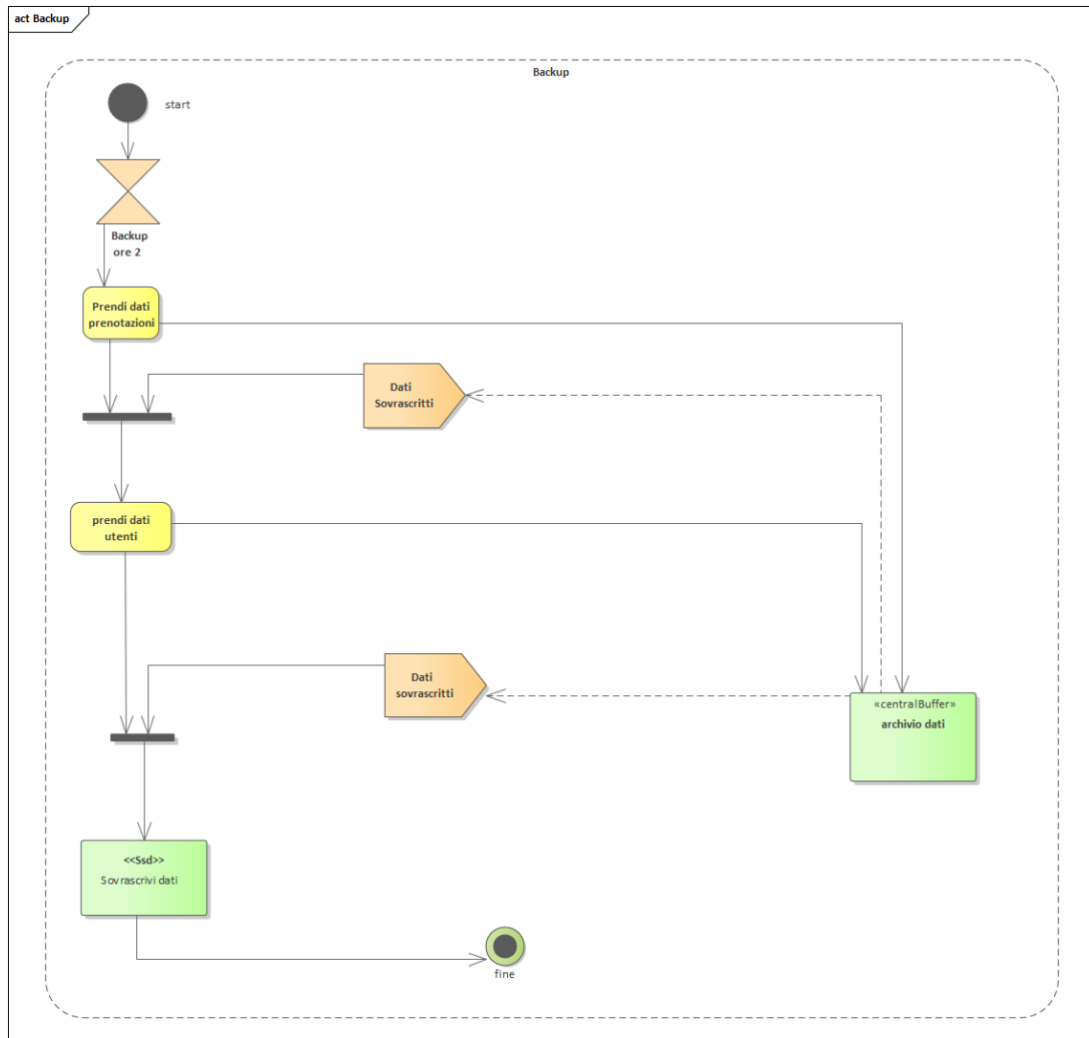 act Backup
Backup
start
Backup
ore 2
Prendi dati
prenotazioni
Dati
Sovrascritti
prendi dati
utenti
Dati
sovrascritti
«centralBuffer»
archivio dati
<<Ssd>>
Sovrascrivi dati
fine